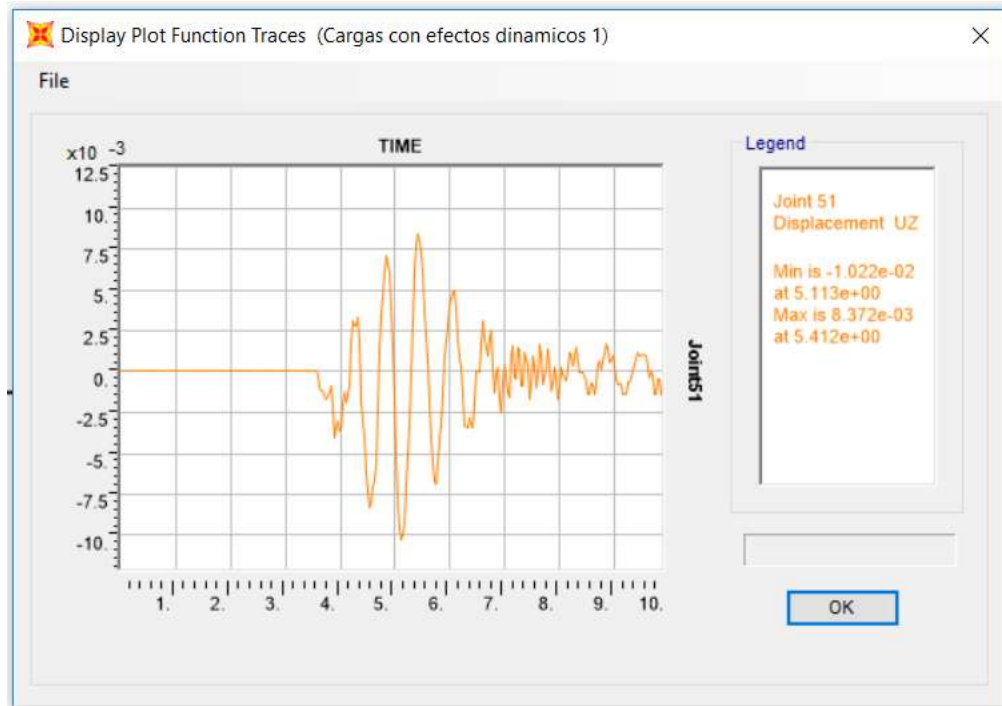 Display Plot Function Traces (Cargas con efectos dinamicos 1)
File
x10 -3
TIME
12.5
10.
7.5
5.
2.5
0.
-2.5
-5.
-7.5
-10.
1. 2. 3. 4. 5. 6. 7. 8. 9. 10.
Joint51
Legend
Joint 51
Displacement UZ
Min is -1.022e-02
at 5.113e+00
Max is 8.372e-03
at 5.412e+00
OK